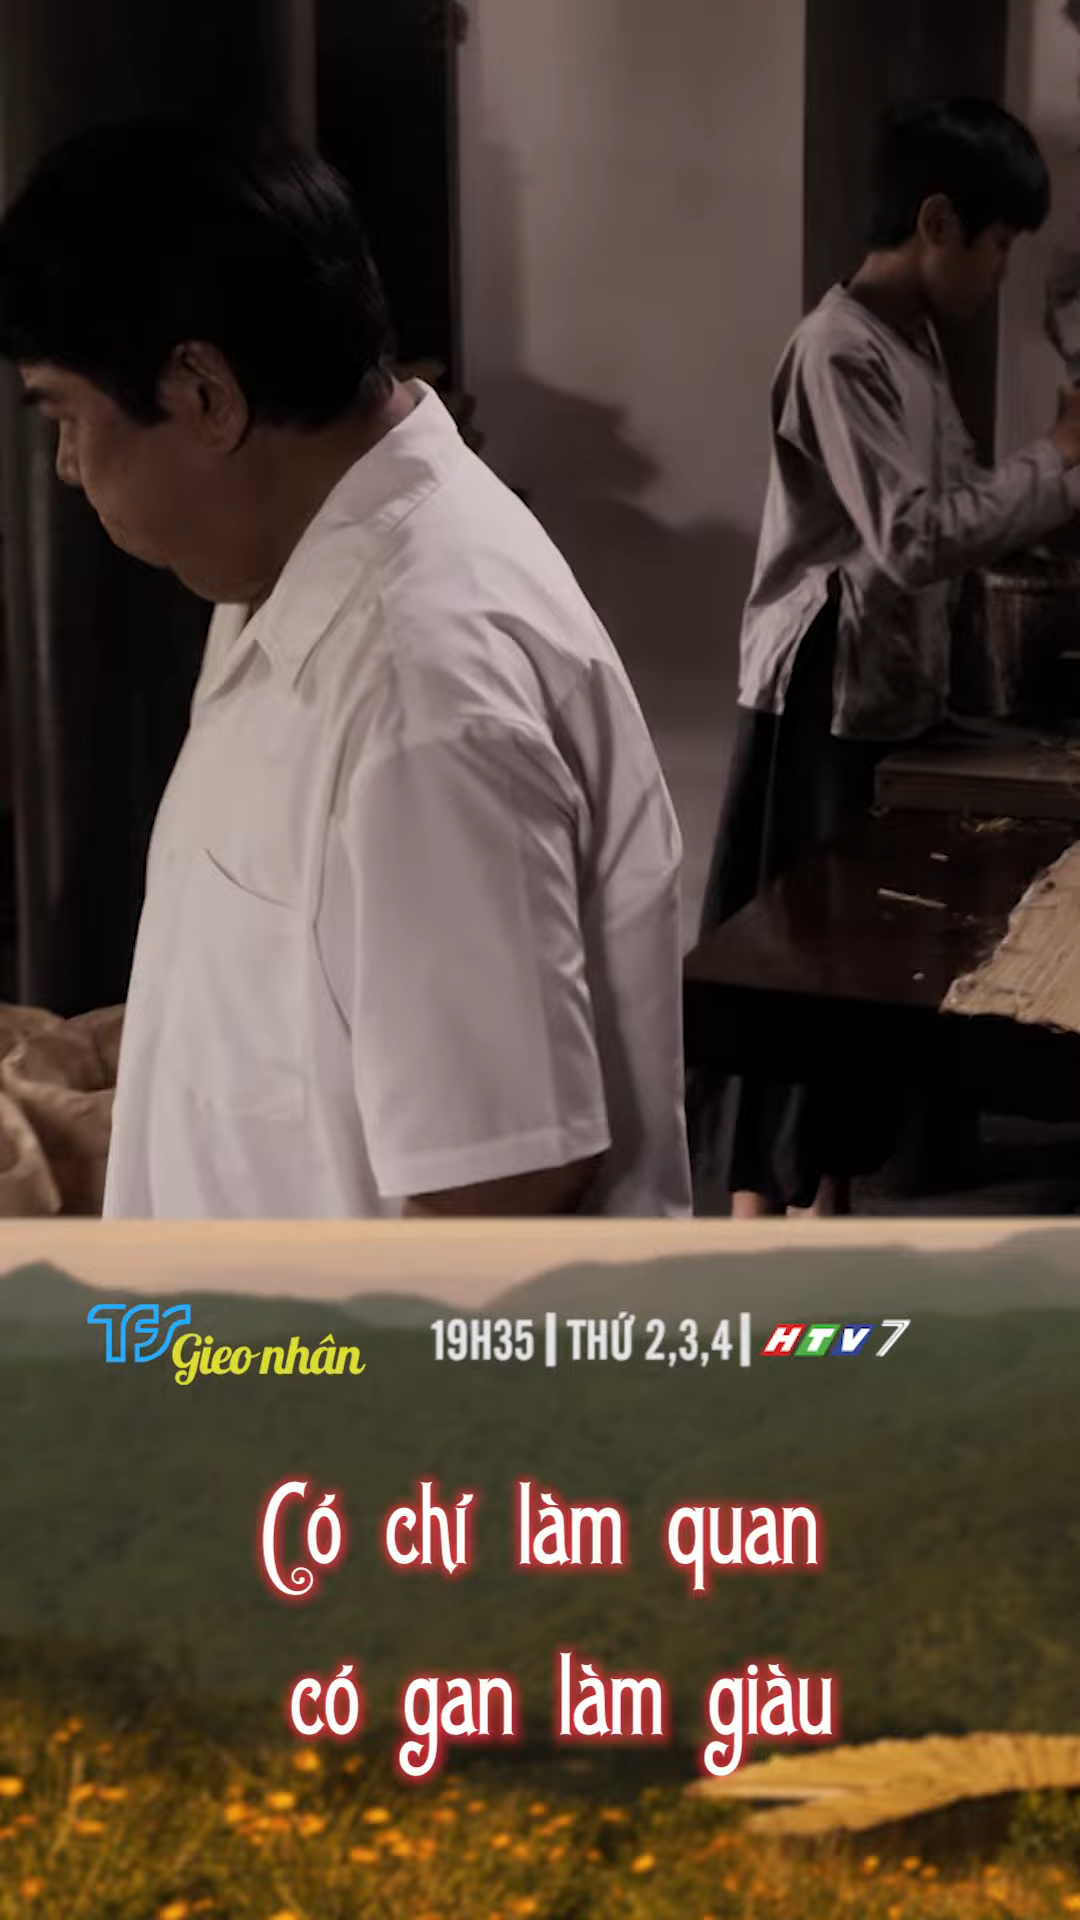 TFS Gieo nhân 19H35 | THỨ 2,3,4 | HTV7
Có chí làm quan
có gan làm giàu